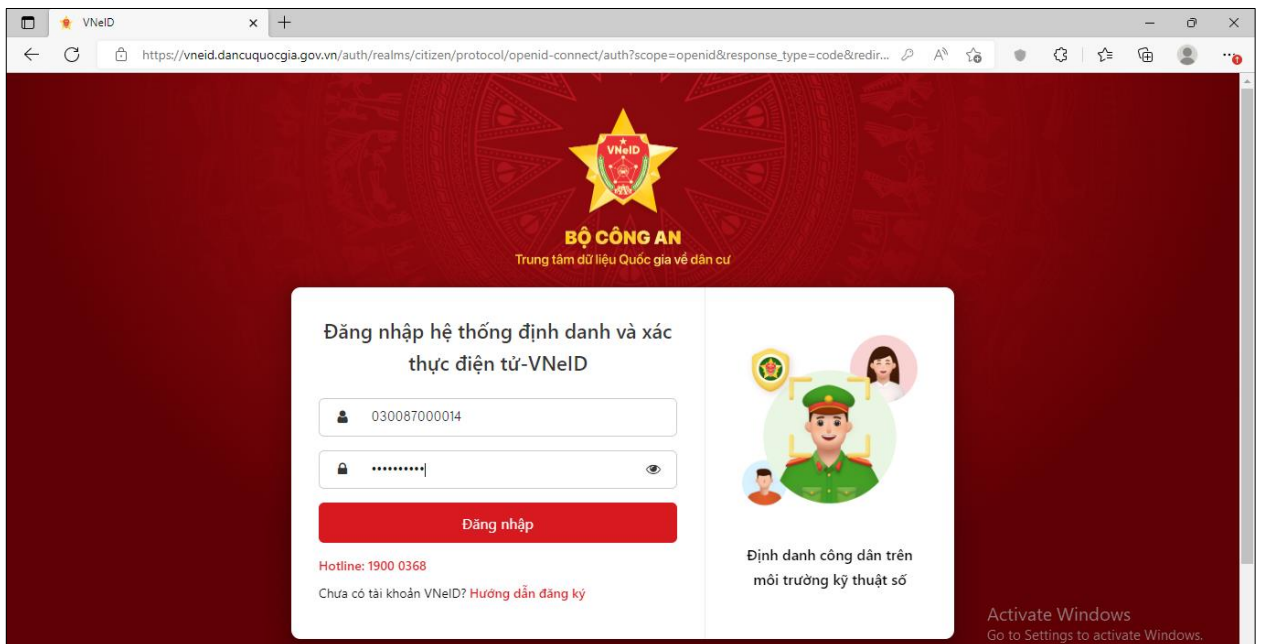 VNeID
https://vneid.dancuquocgia.gov.vn/auth/realms/citizen/protocol/openid-connect/auth?scope=openid&response_type=code&redir...
VNeID
BỘ CÔNG AN
Trung tâm dữ liệu Quốc gia về dân cư
Đăng nhập hệ thống định danh và xác
thực điện tử-VNeID
030087000014
••••••••••
Đăng nhập
Hotline: 1900 0368
Chưa có tài khoản VNeID? Hướng dẫn đăng ký
Định danh công dân trên
môi trường kỹ thuật số
Activate Windows
Go to Settings to activate Windows.